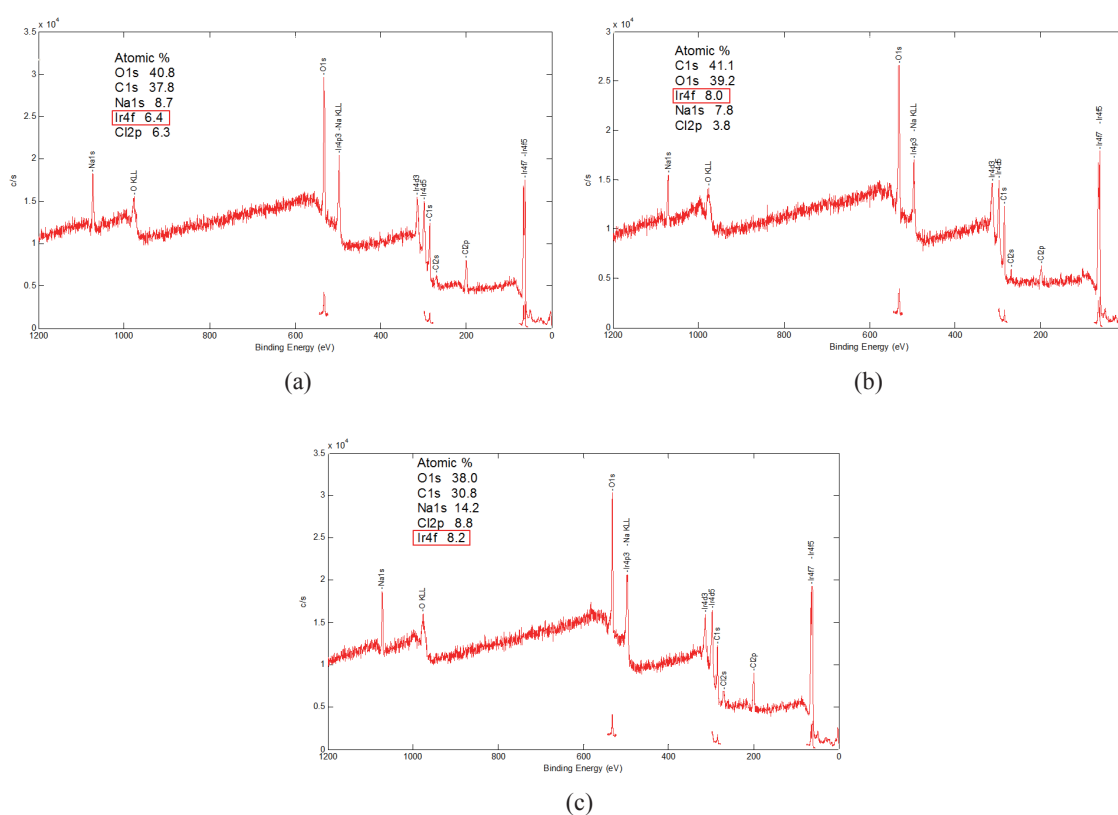 x 10⁴
3.5
3
2.5
2
1.5
1
0.5
0
c/s
Atomic %
O1s 40.8
C1s 37.8
Na1s 8.7
Ir4f 6.4
Cl2p 6.3
-Na1s
-O KLL
-O1s
-Ir4p3 -Na KLL
-Ir4d3
-Ir4d5
-C1s
-Cl2s
-Cl2p
-Ir4f7 -Ir4f5
1200 1000 800 600 400 200 0
Binding Energy (eV)
(a)
x 10⁴
3.5
3
2.5
2
1.5
1
0.5
0
c/s
Atomic %
C1s 41.1
O1s 39.2
Ir4f 8.0
Na1s 7.8
Cl2p 3.8
-Na1s
-O KLL
-O1s
-Ir4p3 -Na KLL
-Ir4d3
-Ir4d5
-C1s
-Cl2s
-Cl2p
-Ir4f7 -Ir4f5
1200 1000 800 600 400 200 0
Binding Energy (eV)
(b)
x 10⁴
3.5
3
2.5
2
1.5
1
0.5
0
c/s
Atomic %
O1s 38.0
C1s 30.8
Na1s 14.2
Cl2p 8.8
Ir4f 8.2
-Na1s
-O KLL
-O1s
-Ir4p3 -Na KLL
-Ir4d3
-Ir4d5
-C1s
-Cl2s
-Cl2p
-Ir4f7 -Ir4f5
1200 1000 800 600 400 200 0
Binding Energy (eV)
(c)